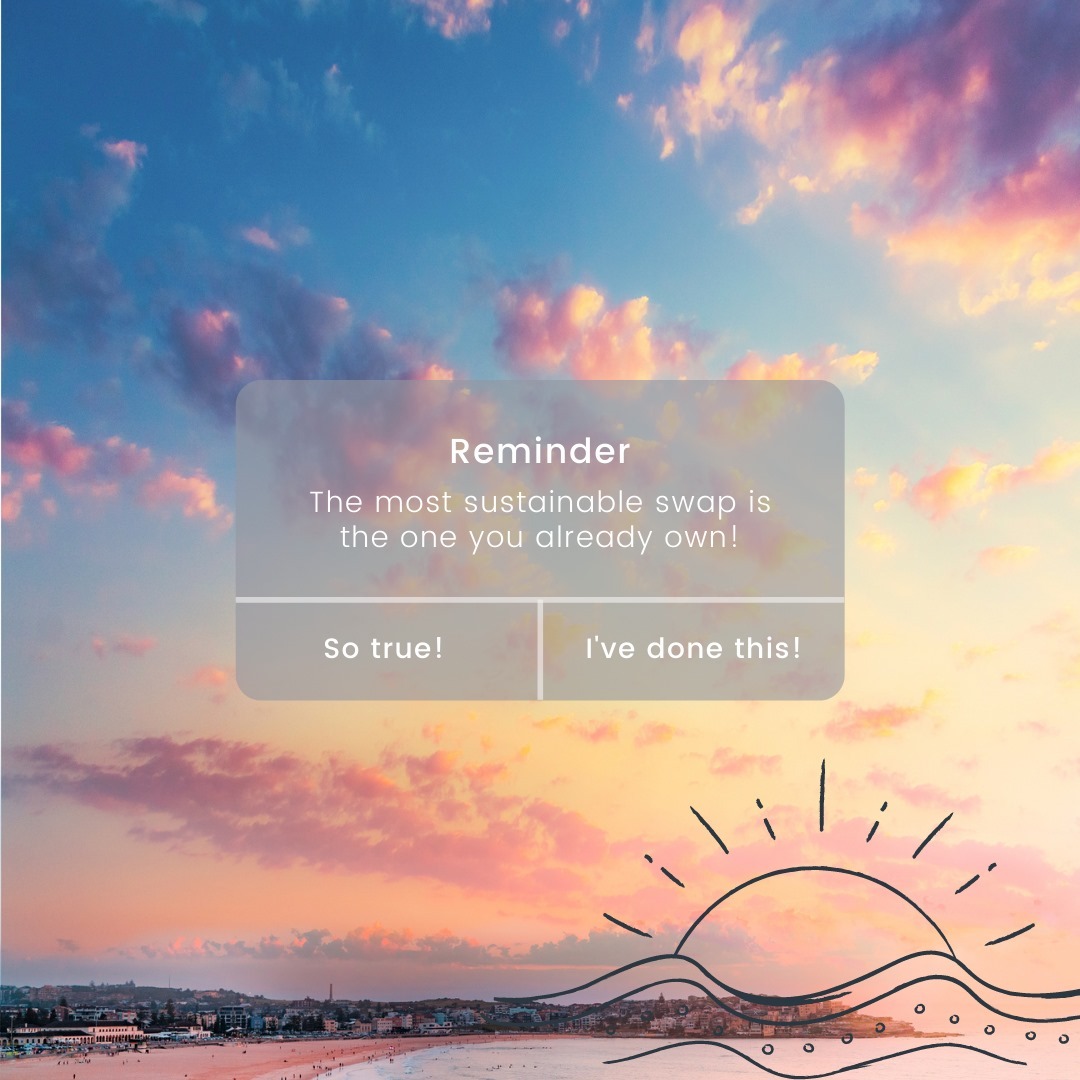 Reminder
The most sustainable swap is
the one you already own!
So true!
I've done this!